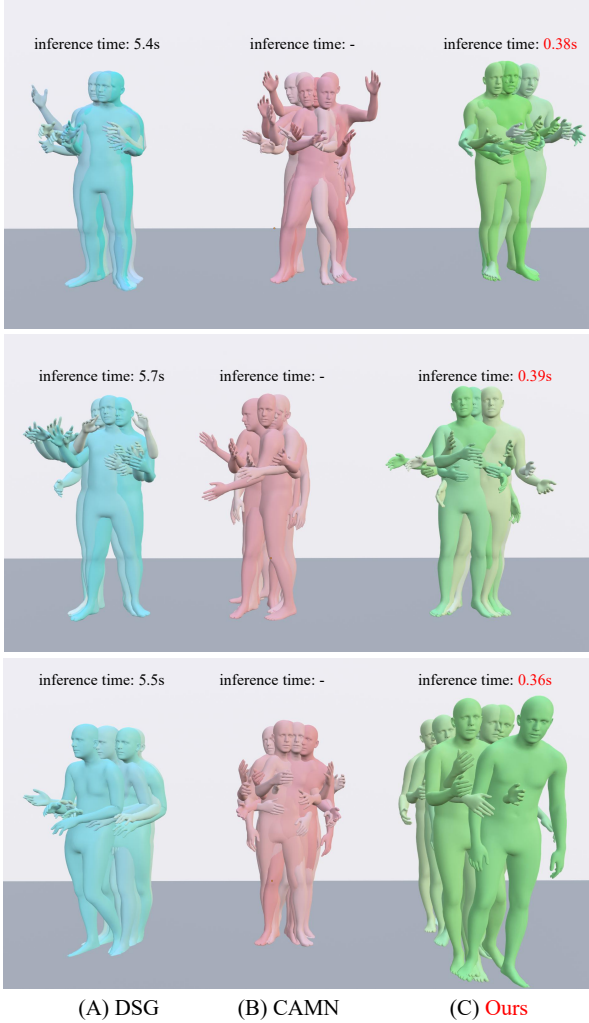 inference time: 5.4s
inference time: -
inference time: 0.38s
inference time: 5.7s
inference time: -
inference time: 0.39s
inference time: 5.5s
inference time: -
inference time: 0.36s
(A) DSG
(B) CAMN
(C) Ours